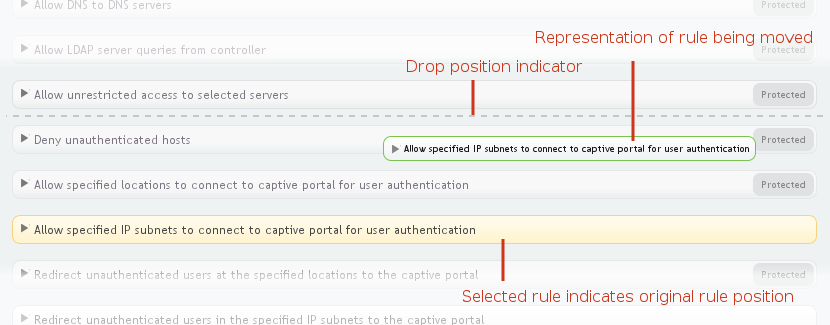 Allow DNS to DNS servers Protected
Representation of rule being moved
Allow LDAP server queries from controller Protected
Drop position indicator
Allow unrestricted access to selected servers Protected
Deny unauthenticated hosts Protected
Allow specified IP subnets to connect to captive portal for user authentication
Allow specified locations to connect to captive portal for user authentication Protected
Allow specified IP subnets to connect to captive portal for user authentication
Redirect unauthenticated users at the specified locations to the captive portal Protected
Selected rule indicates original rule position
Redirect unauthenticated users in the specified IP subnets to the captive portal